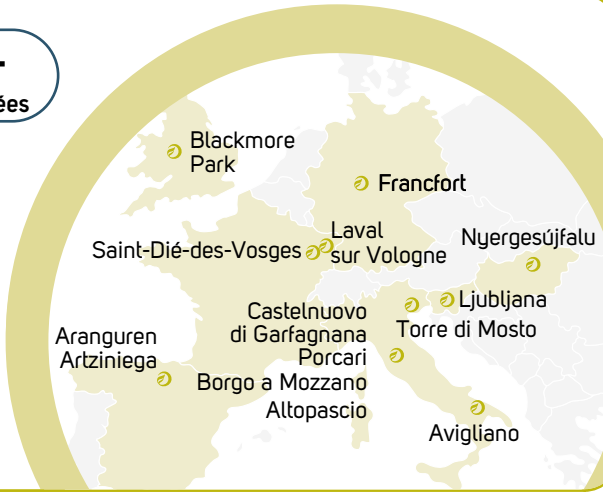 ées
Blackmore
Park
Francfort
Saint-Dié-des-Vosges
Laval
sur Vologne
Nyergesújfalu
Ljubljana
Torre di Mosto
Castelnuovo
di Garfagnana
Porcari
Borgo a Mozzano
Altopascio
Aranguren
Artziniega
Avigliano